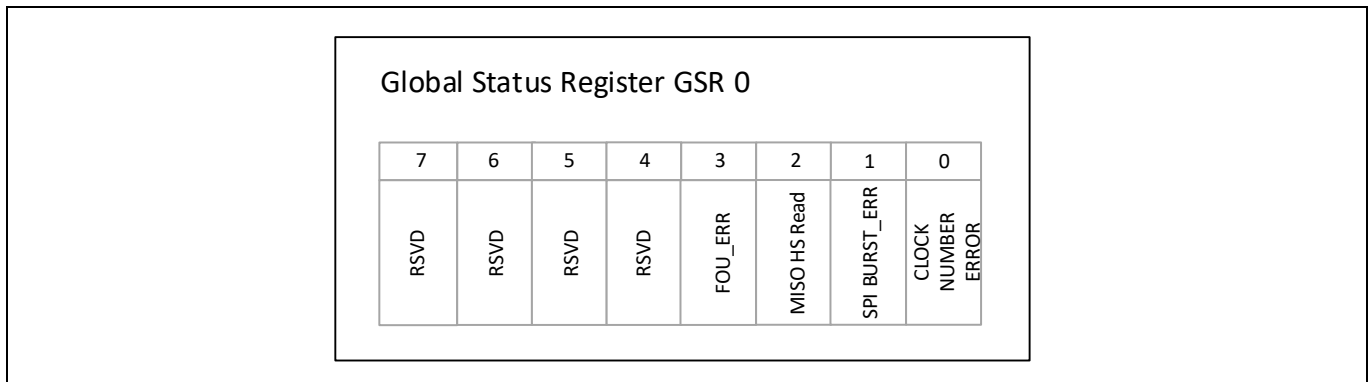 Global Status Register GSR 0
7 6 5 4 3 2 1 0
RSVD
RSVD
RSVD
RSVD
FOU_ERR
MISO HS Read
SPI BURST_ERR
CLOCK
NUMBER
ERROR